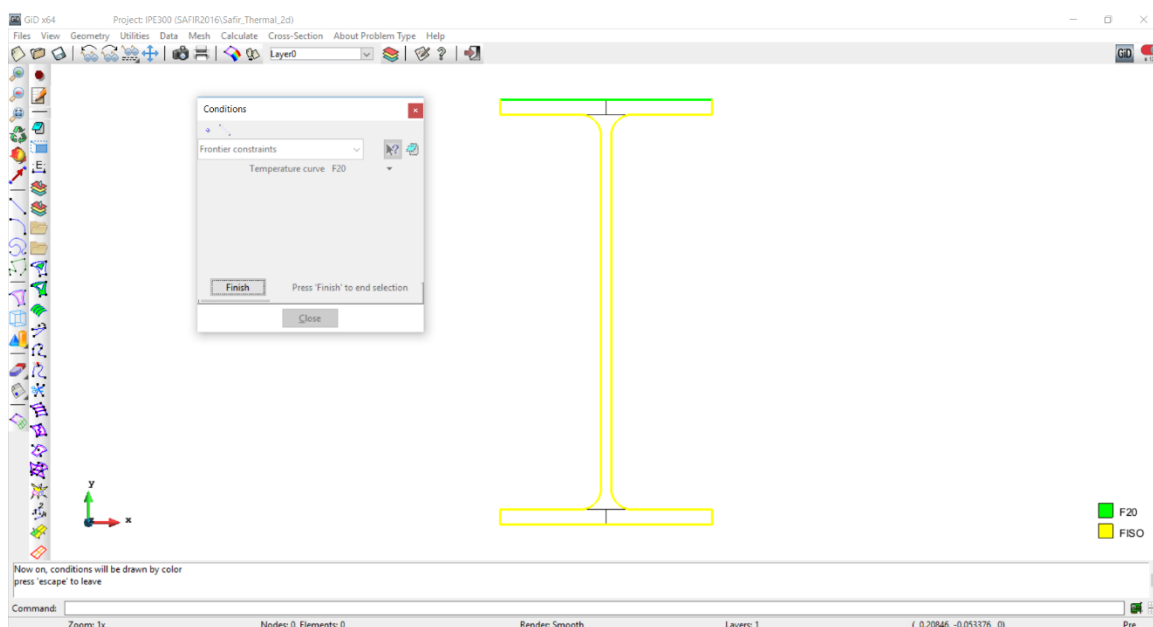 GiD x64 Project: IPE300 (SAFIR2016\Safir_Thermal_2d)
Files View Geometry Utilities Data Mesh Calculate Cross-Section About Problem Type Help
Layer0
GiD
Conditions
Frontier constraints
Temperature curve F20
Finish Press 'Finish' to end selection
Close
:E:
y
x
F20
FISO
Now on, conditions will be drawn by color
press 'escape' to leave
Command:
Zoom: 1x Nodes: 0, Elements: 0 Render: Smooth Layers: 1 ( 0.20846, -0.053376, 0) Pre